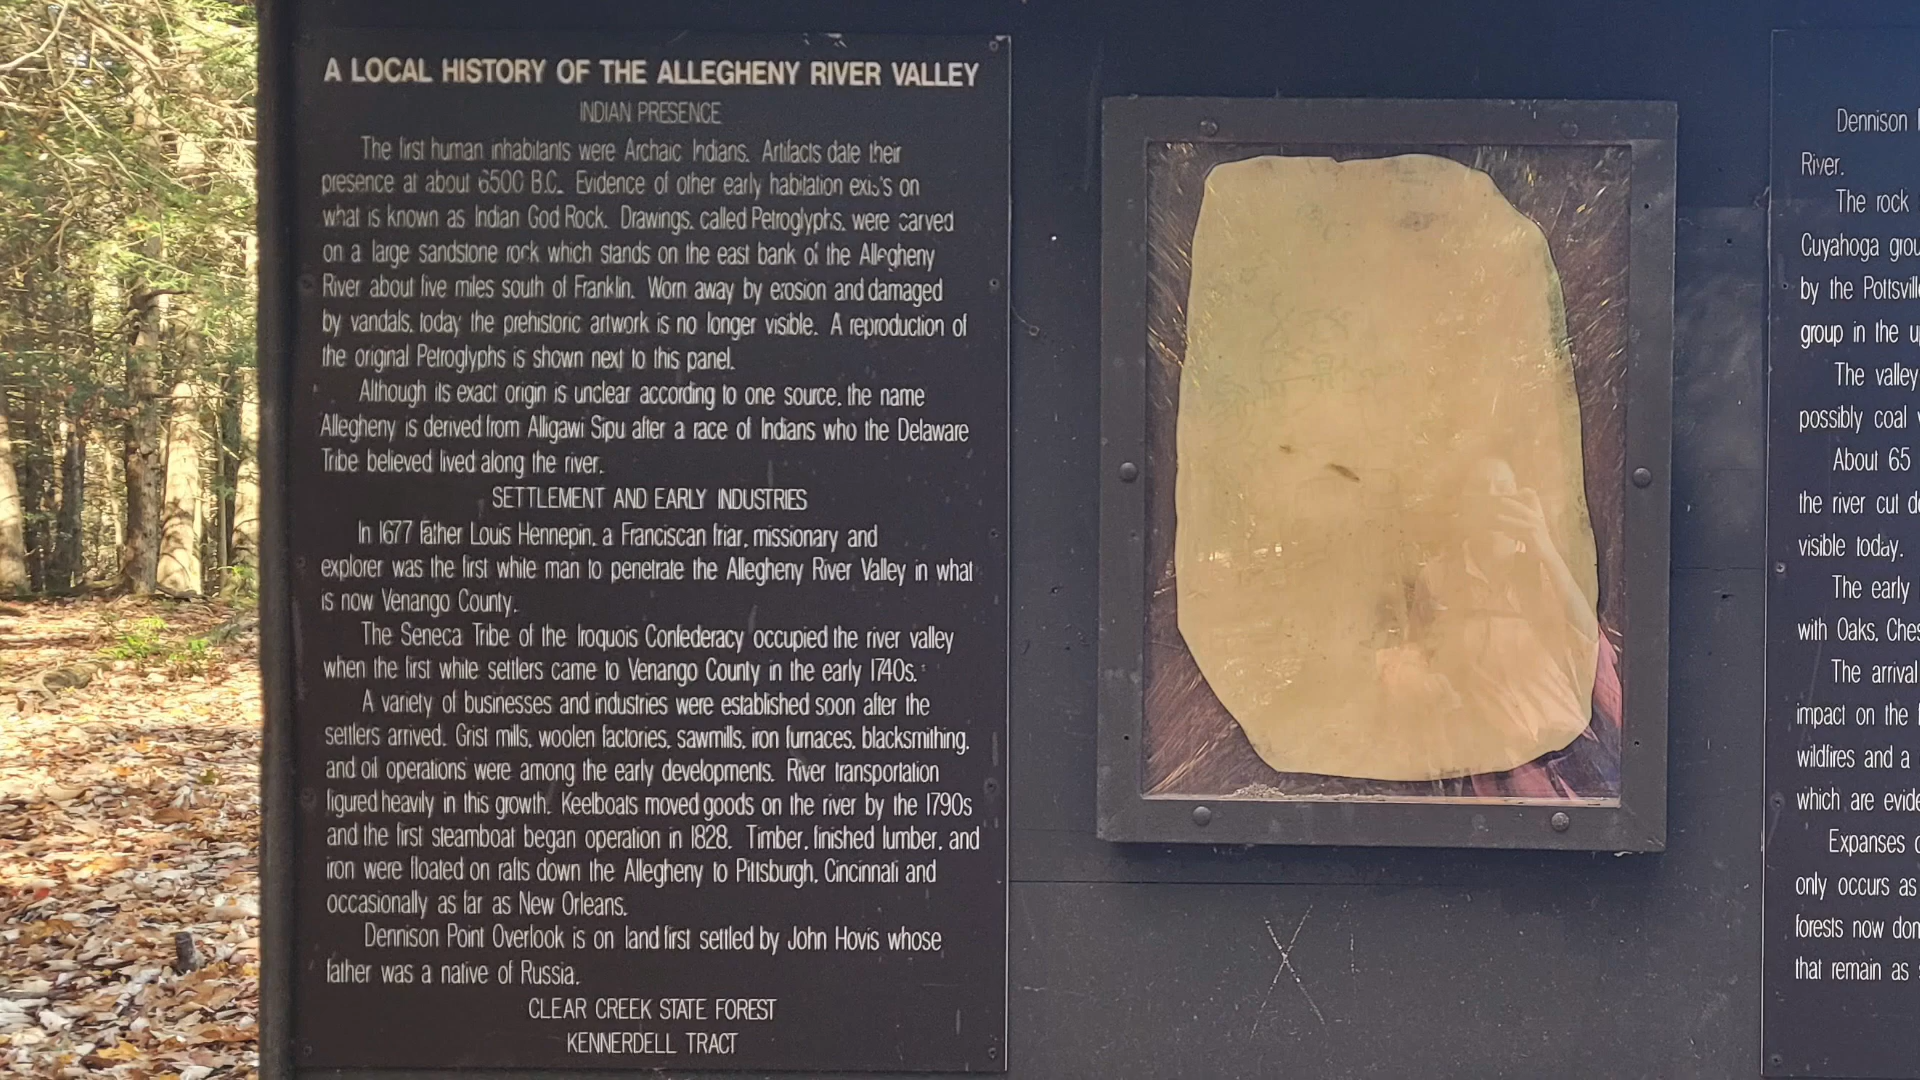 A LOCAL HISTORY OF THE ALLEGHENY RIVER VALLEY
INDIAN PRESENCE
The first human inhabitants were Archaic Indians. Artifacts date their
presence at about 6500 B.C. Evidence of other early habitation exists on
what is known as Indian God Rock. Drawings, called Petroglyphs, were carved
on a large sandstone rock which stands on the east bank of the Allegheny
River about five miles south of Franklin. Worn away by erosion and damaged
by vandals, today the prehistoric artwork is no longer visible. A reproduction of
the original Petroglyphs is shown next to this panel.
Although its exact origin is unclear according to one source, the name
Allegheny is derived from Alligawi Sipu after a race of Indians who the Delaware
Tribe believed lived along the river.
SETTLEMENT AND EARLY INDUSTRIES
In 1677 Father Louis Hennepin, a Franciscan friar, missionary and
explorer was the first white man to penetrate the Allegheny River Valley in what
is now Venango County.
The Seneca Tribe of the Iroquois Confederacy occupied the river valley
when the first white settlers came to Venango County in the early 1740s.
A variety of businesses and industries were established soon after the
settlers arrived. Grist mills, woolen factories, sawmills, iron furnaces, blacksmithing,
and oil operations were among the early developments. River transportation
figured heavily in this growth. Keelboats moved goods on the river by the 1790s
and the first steamboat began operation in 1828. Timber, finished lumber, and
iron were floated on rafts down the Allegheny to Pittsburgh, Cincinnati and
occasionally as far as New Orleans.
Dennison Point Overlook is on land first settled by John Hovis whose
father was a native of Russia.
CLEAR CREEK STATE FOREST
KENNERDELL TRACT
Dennison
River.
The rock
Cuyahoga
by the
group in the
The valley
possibly coal
About 65
the river cut
visible today.
The early
with Oaks,
The arrival
impact on the
wildfires and a
which are
Expanses
only occurs as
forests now
that remain as